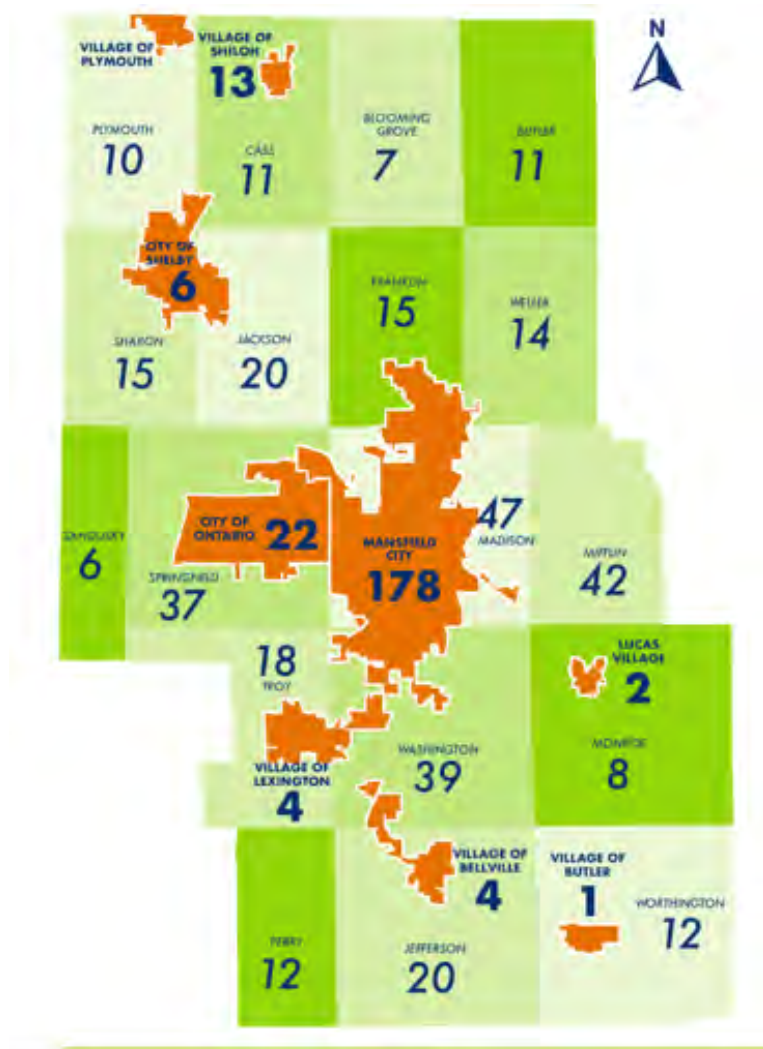 N
VILLAGE OF
PLYMOUTH
VILLAGE OF
SHILOH
13
PLYMOUTH
10
CASS
11
BLOOMING
GROVE
7
BUTLER
11
CITY OF
SHELBY
6
FRANKLIN
15
WELLER
14
SHARON
15
JACKSON
20
SANDUSKY
6
CITY OF
ONTARIO
22
SPRINGFIELD
37
MANSFIELD
CITY
178
47
MADISON
MIFFLIN
42
18
TROY
LUCAS
VILLAGE
2
VILLAGE OF
LEXINGTON
4
WASHINGTON
39
MONROE
8
VILLAGE OF
BELLVILLE
4
VILLAGE OF
BUTLER
1
WORTHINGTON
12
PERRY
12
JEFFERSON
20